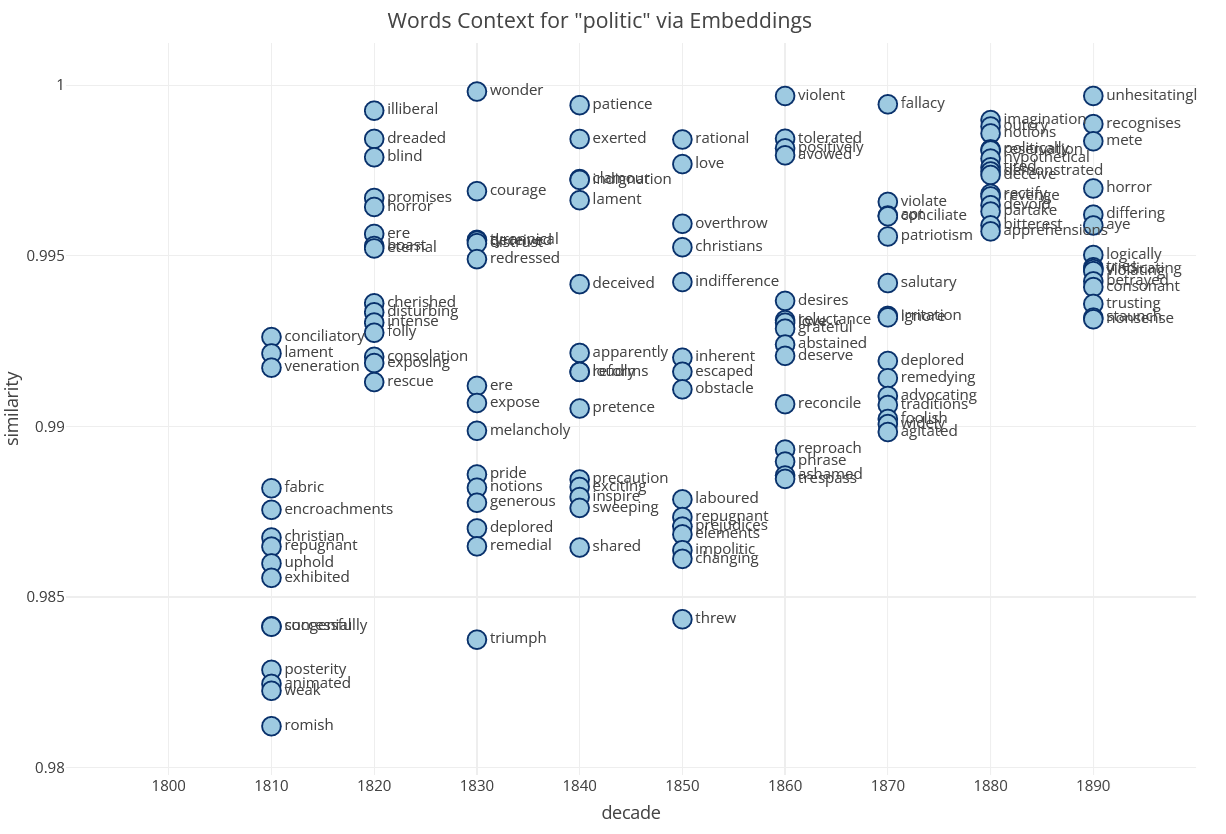 Words Context for "politic" via Embeddings
similarity
1
0.995
0.99
0.985
0.98
conciliatory
lament
veneration
fabric
encroachments
christian
repugnant
uphold
exhibited
successfully
posterity
animated
weak
romish
illiberal
dreaded
blind
promises
horror
ere
boast
eternal
cherished
disturbing
intense
folly
consolation
exposing
rescue
wonder
courage
distrust
redressed
ere
expose
melancholy
pride
notions
generous
deplored
remedial
triumph
patience
exerted
clamour
indignation
lament
deceived
apparently
pretence
precaution
exciting
inspire
sweeping
shared
rational
love
overthrow
christians
indifference
inherent
escaped
obstacle
laboured
repugnant
prejudices
elements
impolitic
changing
threw
violent
tolerated
positively
avowed
desires
reluctance
love
grateful
abstained
deserve
reconcile
reproach
phrase
ashamed
trespass
fallacy
violate
conciliate
patriotism
salutary
ignore
deplored
remedying
advocating
traditions
foolish
widely
agitated
imagination
notions
politically
reservation
hypothetical
demonstrated
deceive
rectify
revenge
devoid
partake
bitterest
apprehensions
unhesitatingl
recognises
mete
horror
differing
aye
logically
violating
betrayed
consonant
trusting
staunch
nonsense
1800
1810
1820
1830
1840
1850
1860
1870
1880
1890
decade